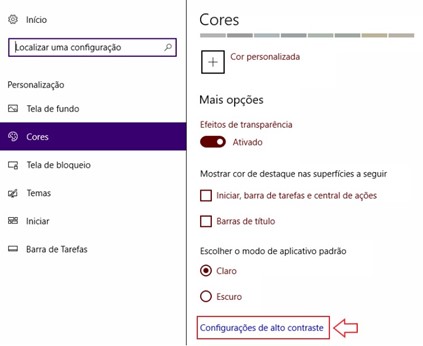 Início
Localizar uma configuração
Personalização
Tela de fundo
Cores
Tela de bloqueio
Temas
Iniciar
Barra de Tarefas
Cores
Cor personalizada
Mais opções
Efeitos de transparência
Ativado
Mostrar cor de destaque nas superfícies a seguir
Iniciar, barra de tarefas e central de ações
Barras de título
Escolher o modo de aplicativo padrão
Claro
Escuro
Configurações de alto contraste